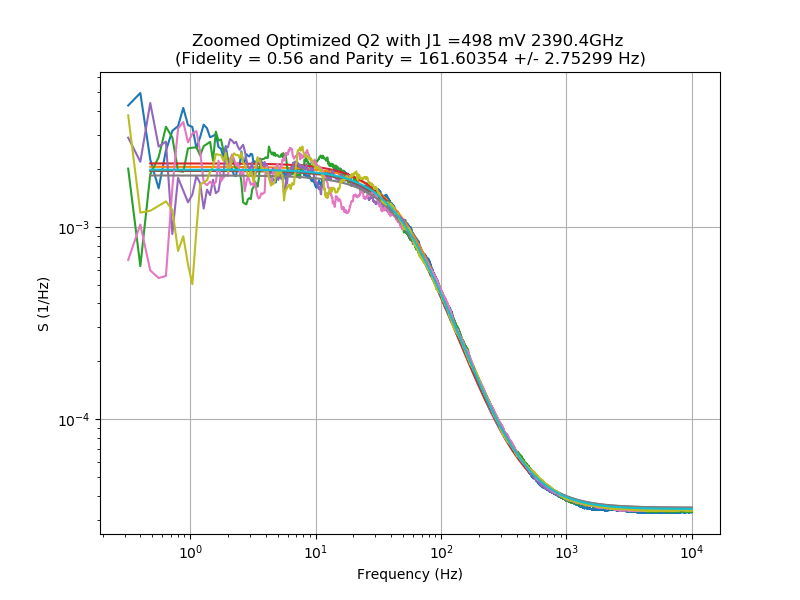 Zoomed Optimized Q2 with J1 =498 mV 2390.4GHz
(Fidelity = 0.56 and Parity = 161.60354 +/- 2.75299 Hz)
S (1/Hz)
10⁻³
10⁻⁴
10⁰ 10¹ 10² 10³ 10⁴
Frequency (Hz)